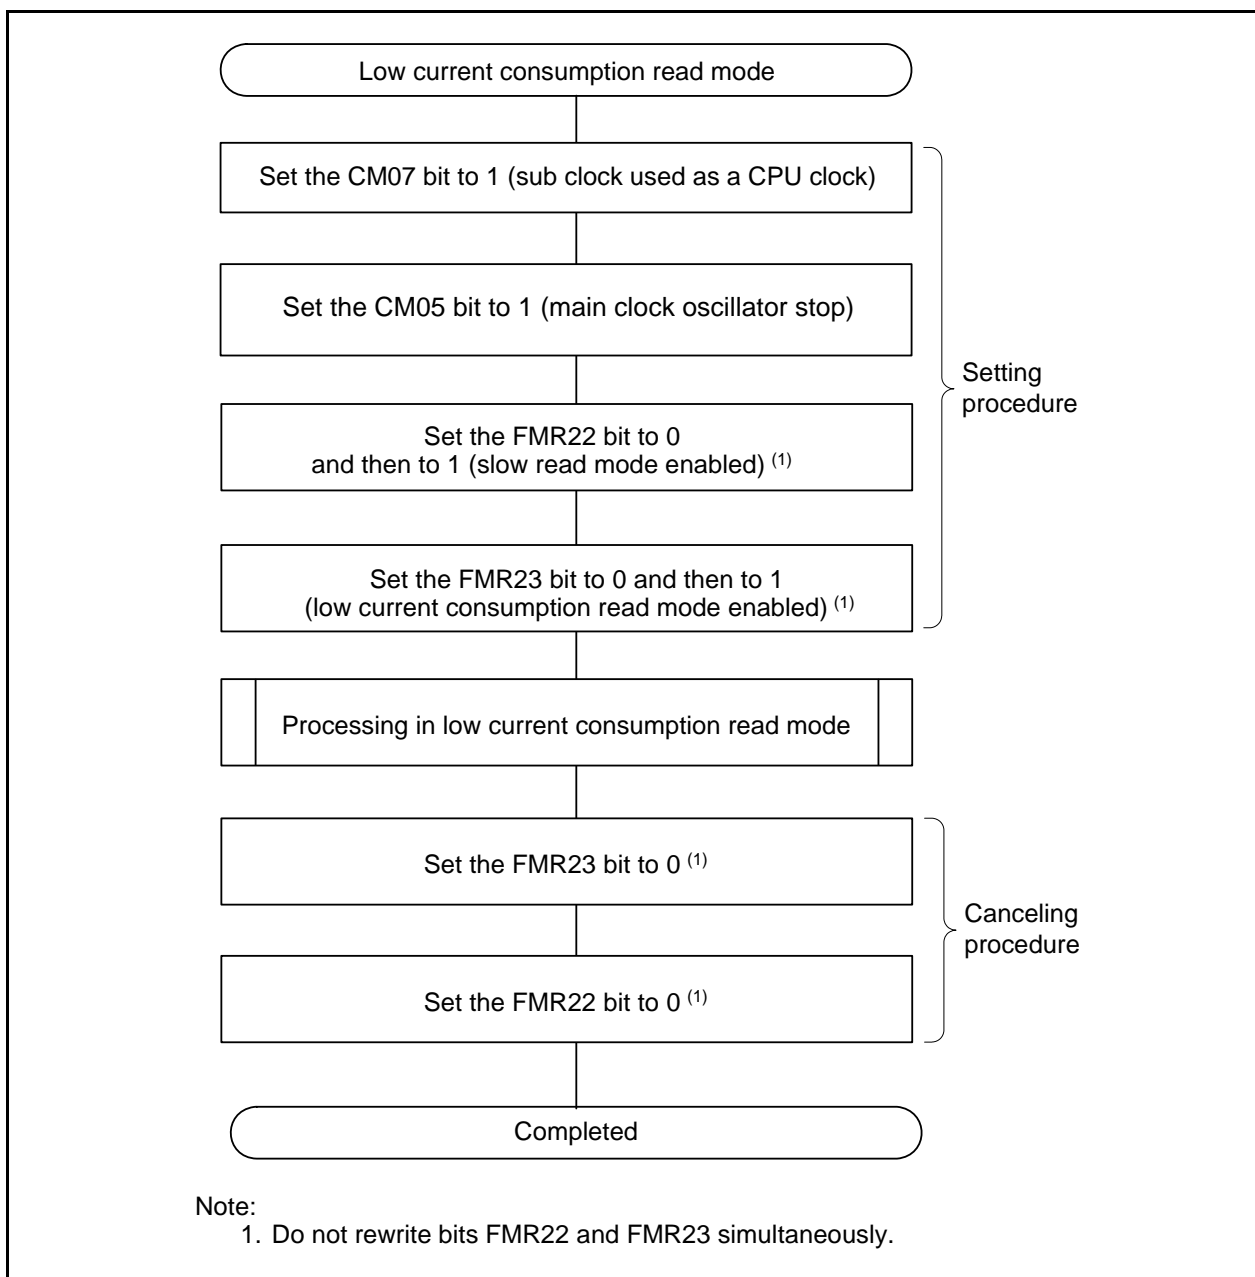 Low current consumption read mode
Set the CM07 bit to 1 (sub clock used as a CPU clock)
Set the CM05 bit to 1 (main clock oscillator stop)
Set the FMR22 bit to 0
and then to 1 (slow read mode enabled) (1)
Set the FMR23 bit to 0 and then to 1
(low current consumption read mode enabled) (1)
Setting
procedure
Processing in low current consumption read mode
Set the FMR23 bit to 0 (1)
Set the FMR22 bit to 0 (1)
Canceling
procedure
Completed
Note:
1. Do not rewrite bits FMR22 and FMR23 simultaneously.